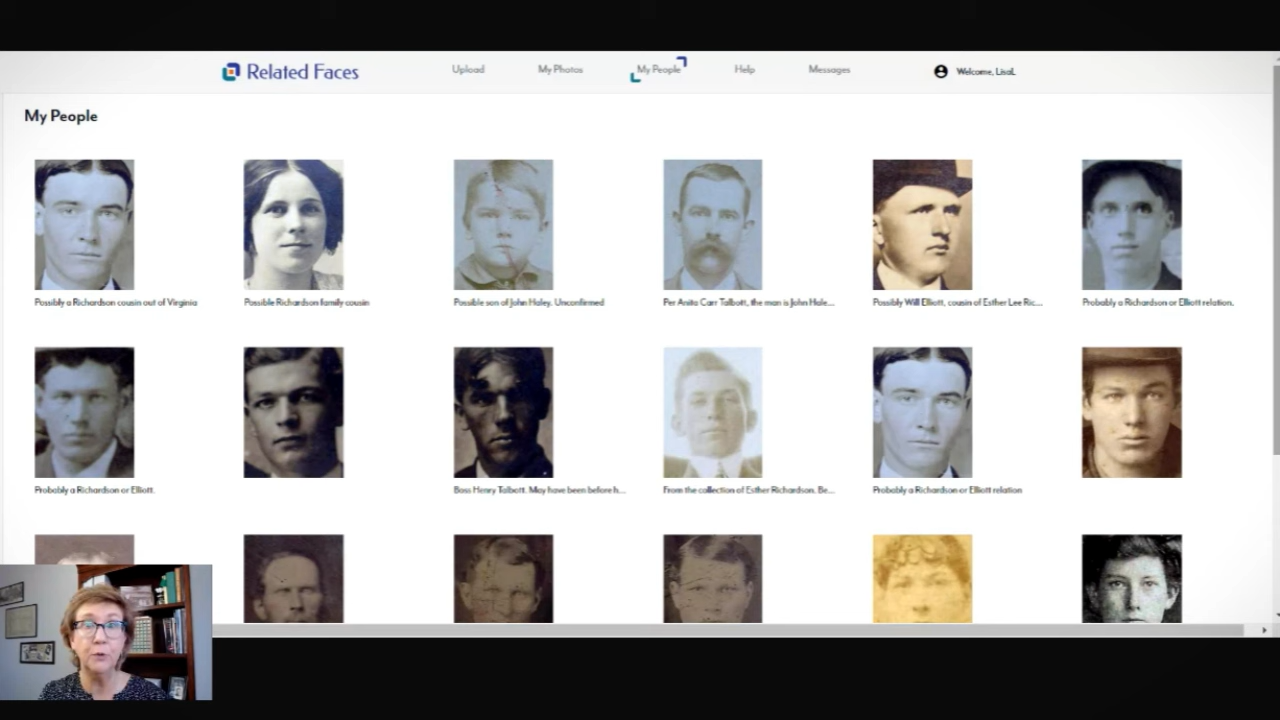 Related Faces
Upload
My Photos
My People
Help
Messages
Welcome, LisaL
My People
Possibly a Richardson cousin out of Virginia
Possible Richardson family cousin
Possible son of John Haley. Unconfirmed
Per Anita Carr Talbott, the man is John Hale...
Possibly Will Elliott, cousin of Esther Lee Ric...
Probably a Richardson or Elliott relation.
Probably a Richardson or Elliott.
Boss Henry Talbott. May have been before h...
From the collection of Esther Richardson. Be...
Probably a Richardson or Elliott relation